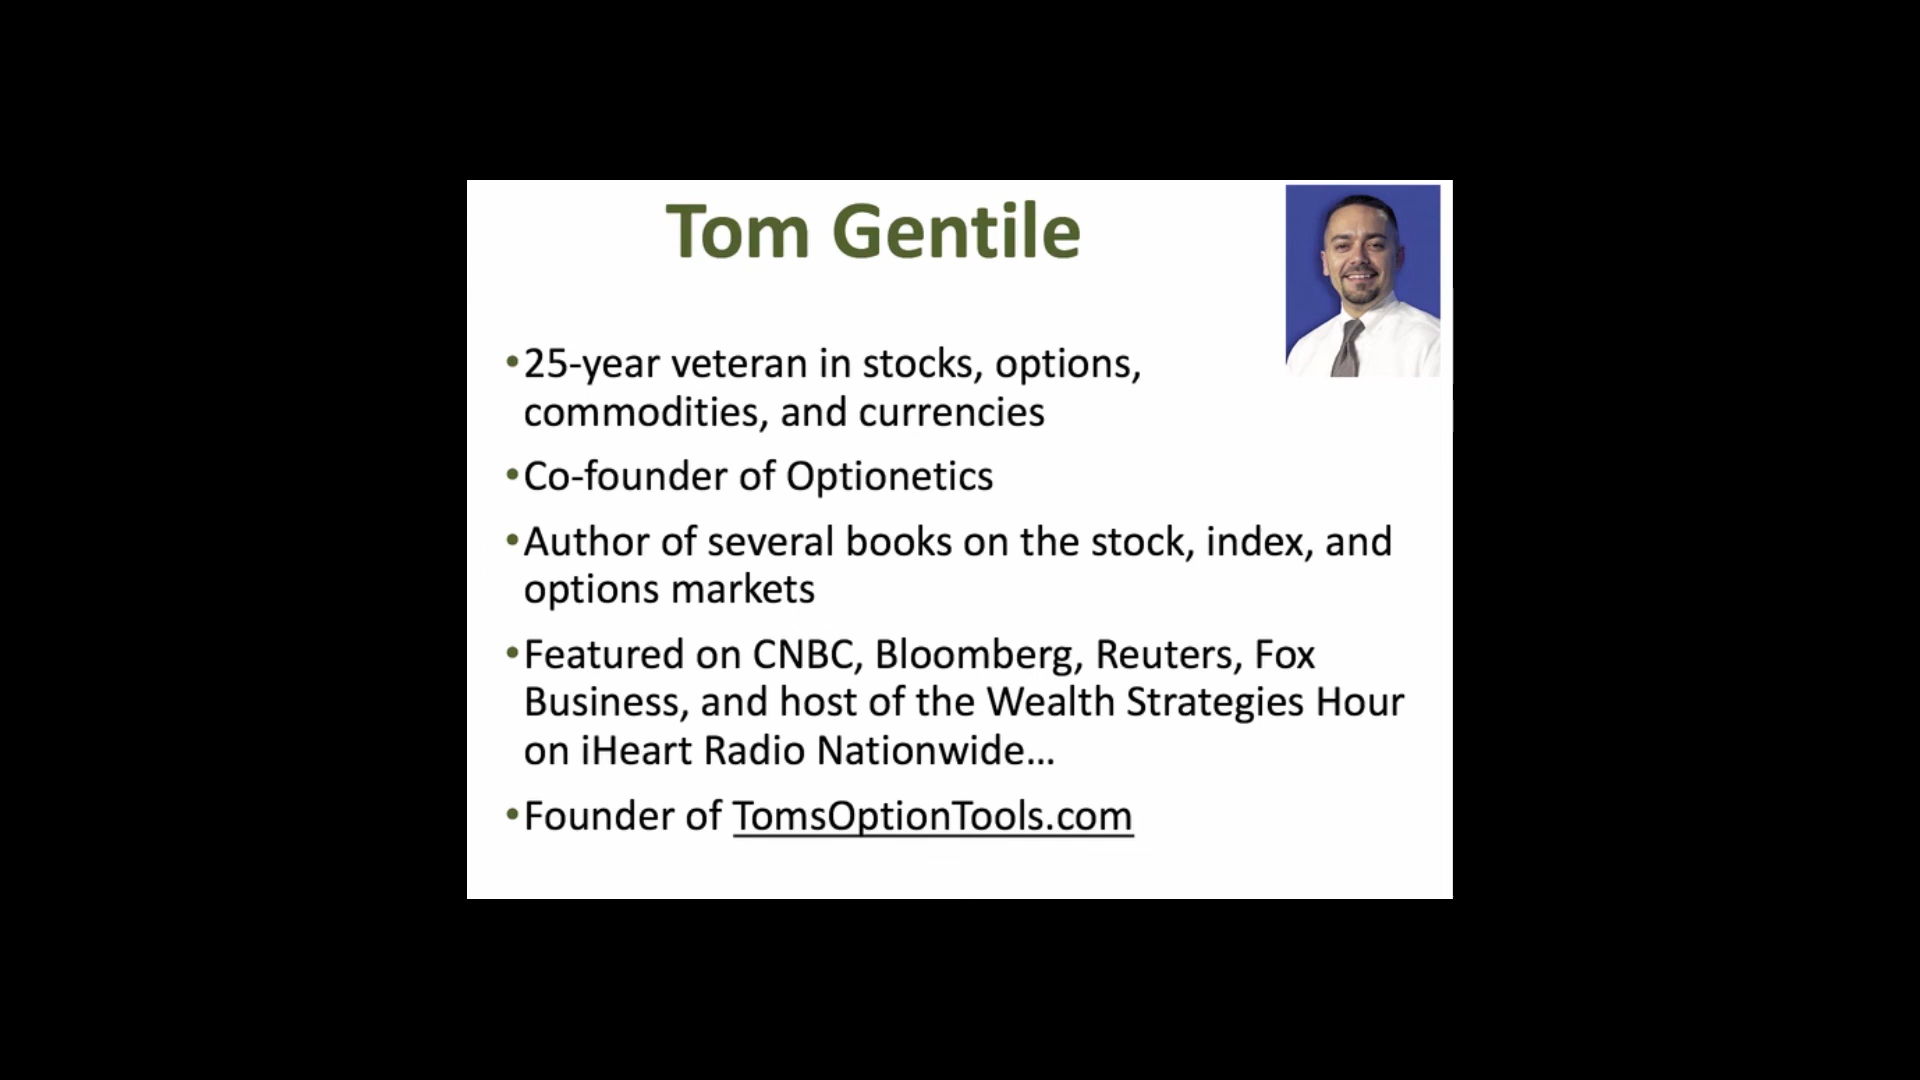 Tom Gentile
•25-year veteran in stocks, options,
commodities, and currencies
•Co-founder of Optionetics
•Author of several books on the stock, index, and
options markets
•Featured on CNBC, Bloomberg, Reuters, Fox
Business, and host of the Wealth Strategies Hour
on iHeart Radio Nationwide...
•Founder of TomsOptionTools.com